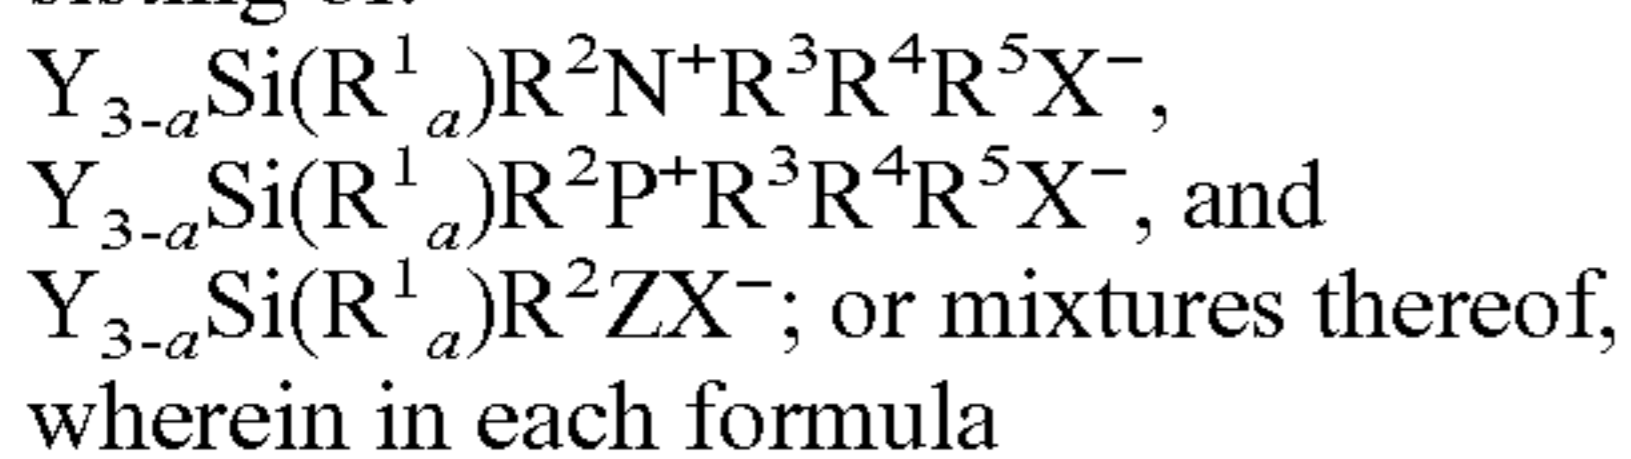 Y₃₋ₐSi(R¹ₐ)R²N⁺R³R⁴R⁵X⁻,
Y₃₋ₐSi(R¹ₐ)R²P⁺R³R⁴R⁵X⁻, and
Y₃₋ₐSi(R¹ₐ)R²ZX⁻; or mixtures thereof,
wherein in each formula